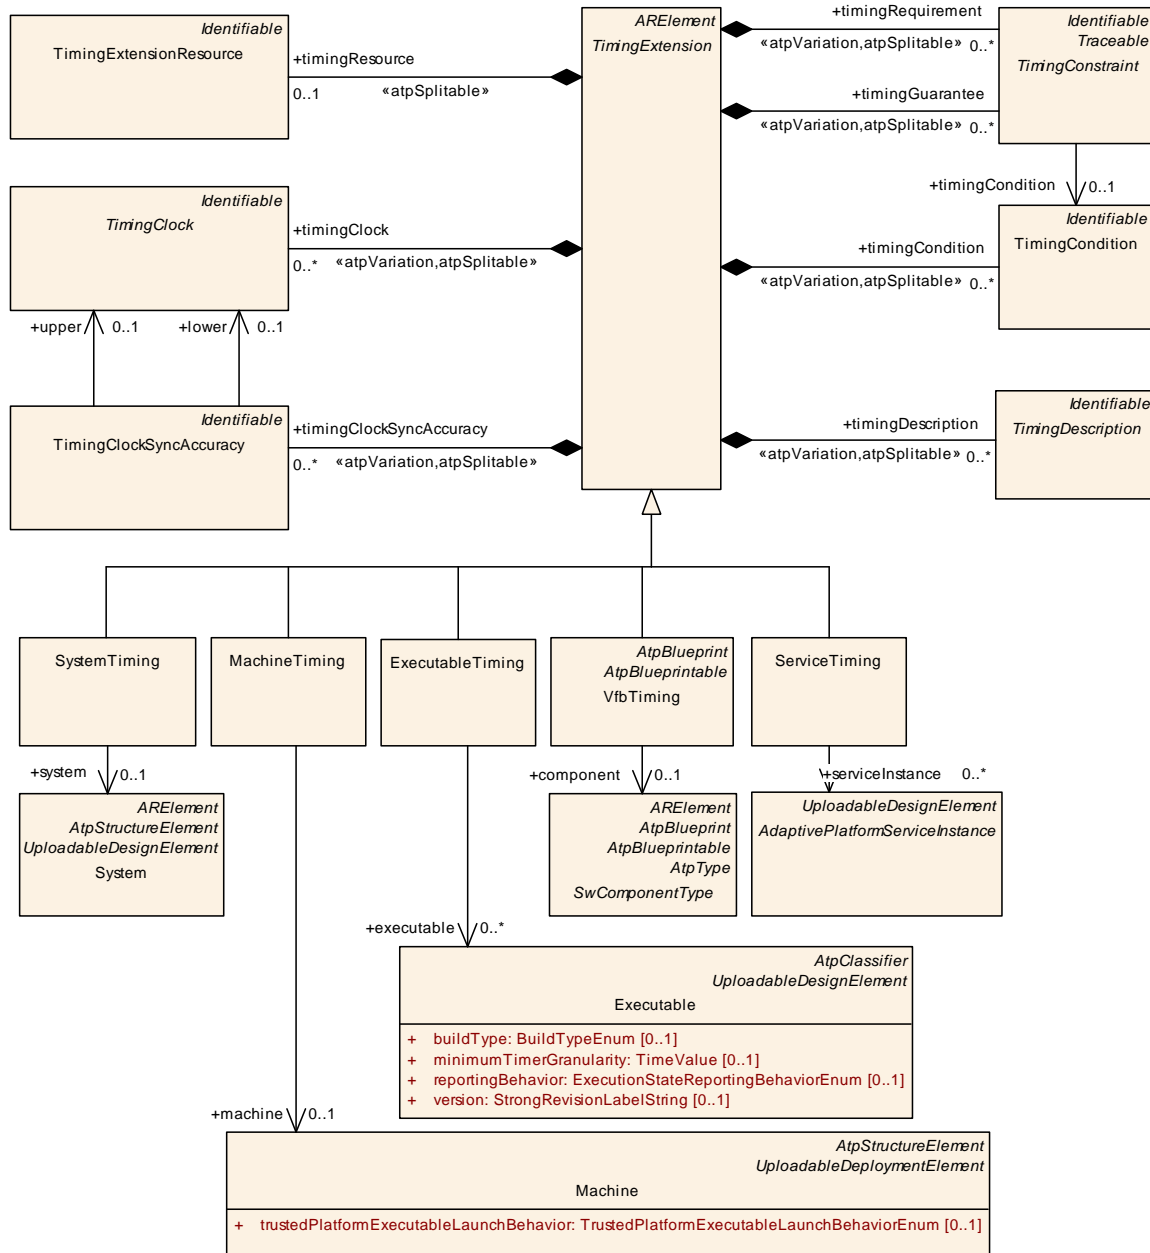 Identifiable
TimingExtensionResource
+timingResource
0..1
«atpSplitable»
ARElement
TimingExtension
+timingRequirement
«atpVariation,atpSplitable»
0..*
Identifiable
Traceable
TimingConstraint
+timingGuarantee
«atpVariation,atpSplitable»
0..*
+timingCondition
0..1
Identifiable
TimingClock
+timingClock
0..*
«atpVariation,atpSplitable»
+timingCondition
«atpVariation,atpSplitable»
0..*
Identifiable
TimingCondition
+upper
0..1
+lower
0..1
Identifiable
TimingClockSyncAccuracy
+timingClockSyncAccuracy
0..*
«atpVariation,atpSplitable»
+timingDescription
«atpVariation,atpSplitable»
0..*
Identifiable
TimingDescription
SystemTiming
MachineTiming
ExecutableTiming
AtpBlueprint
AtpBlueprintable
VfbTiming
ServiceTiming
+system
0..1
+component
0..1
+serviceInstance
0..*
ARElement
AtpStructureElement
UploadableDesignElement
System
ARElement
AtpBlueprint
AtpBlueprintable
AtpType
SwComponentType
UploadableDesignElement
AdaptivePlatformServiceInstance
+executable
0..*
AtpClassifier
UploadableDesignElement
Executable
+ buildType: BuildTypeEnum [0..1]
+ minimumTimerGranularity: TimeValue [0..1]
+ reportingBehavior: ExecutionStateReportingBehaviorEnum [0..1]
+ version: StrongRevisionLabelString [0..1]
+machine
0..1
AtpStructureElement
UploadableDeploymentElement
Machine
+ trustedPlatformExecutableLaunchBehavior: TrustedPlatformExecutableLaunchBehaviorEnum [0..1]